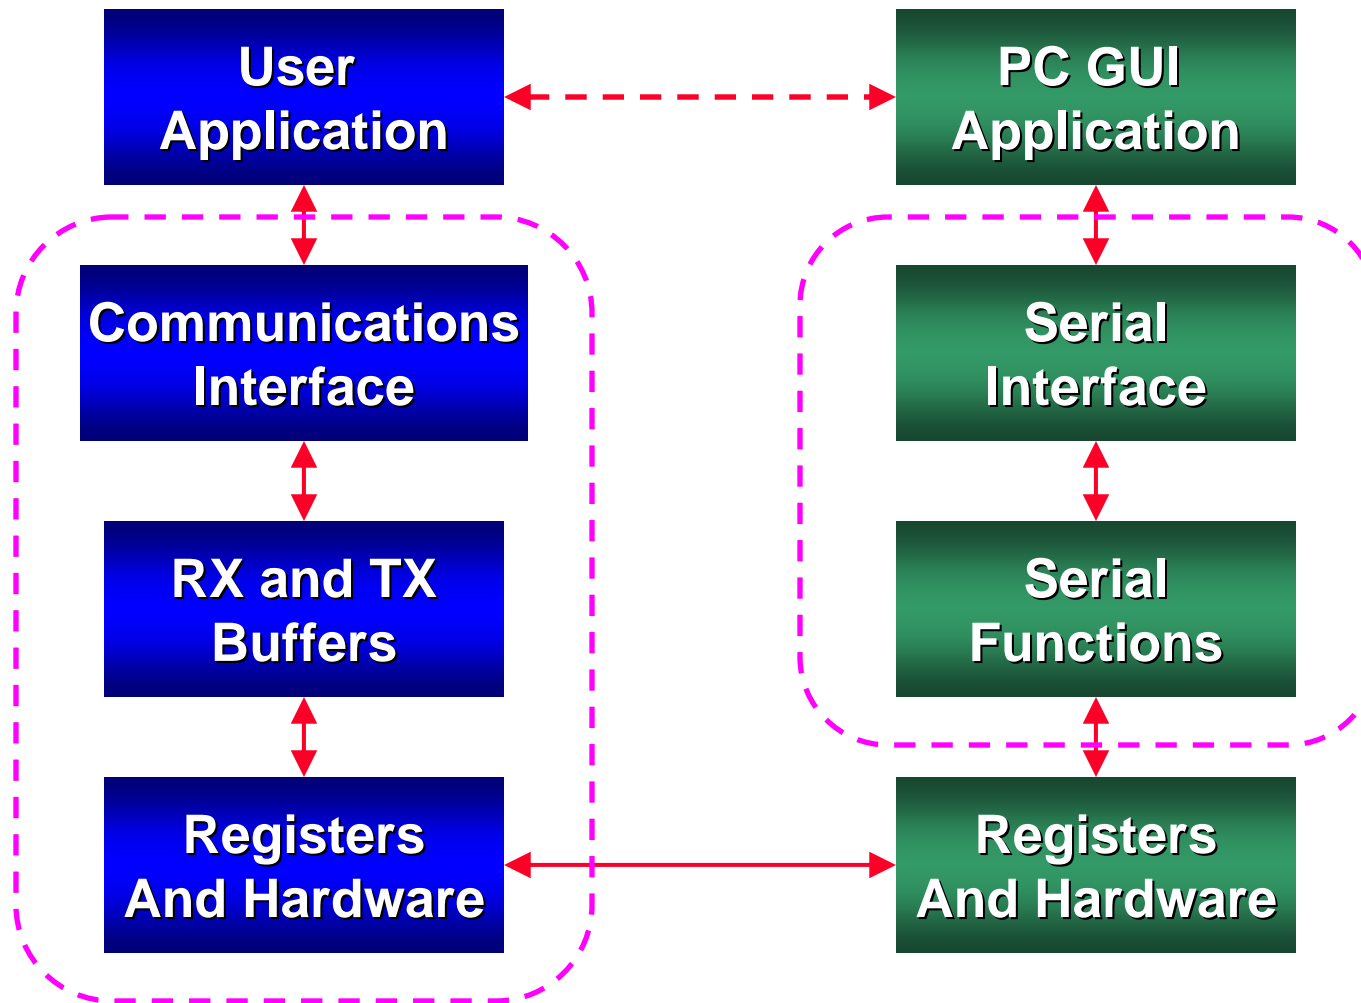 User
Application
PC GUI
Application
Communications
Interface
Serial
Interface
RX and TX
Buffers
Serial
Functions
Registers
And Hardware
Registers
And Hardware